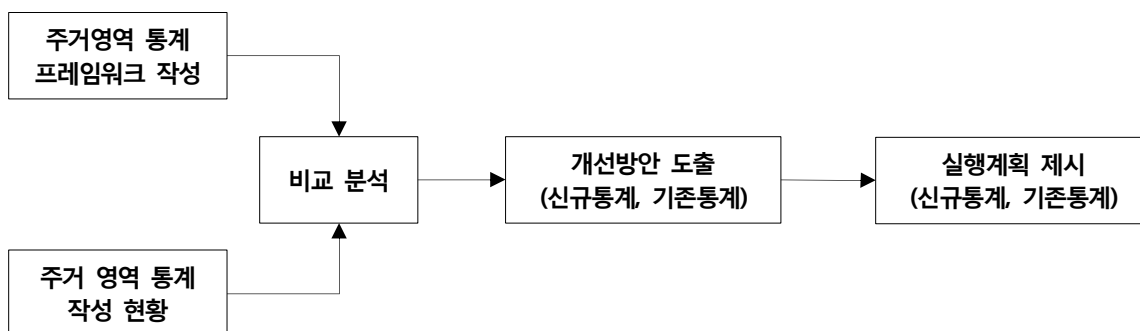 주거영역 통계
프레임워크 작성
비교 분석
개선방안 도출
(신규통계, 기존통계)
실행계획 제시
(신규통계, 기존통계)
주거 영역 통계
작성 현황